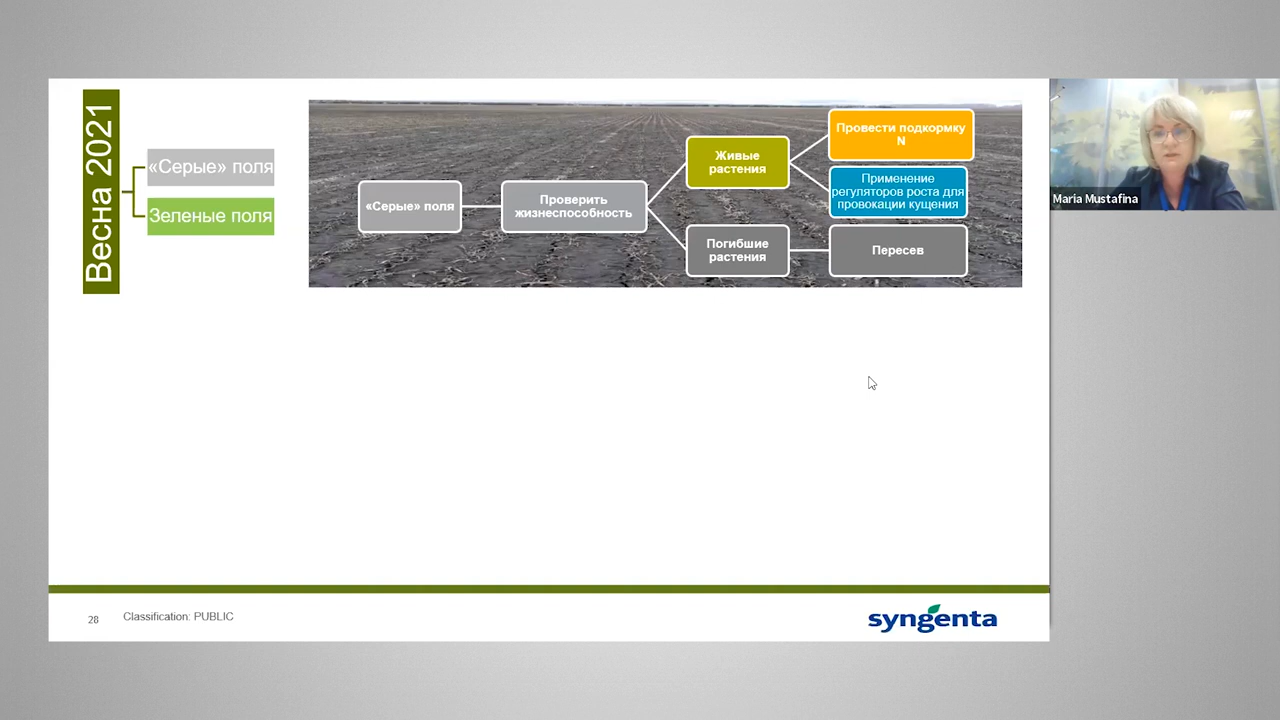 Весна 2021
«Серые» поля
Зеленые поля
«Серые» поля
Проверить
жизнеспособность
Живые
растения
Погибшие
растения
Провести подкормку
N
Применение
регуляторов роста для
провокации кущения
Пересев
Maria Mustafina
28
Classification: PUBLIC
syngenta